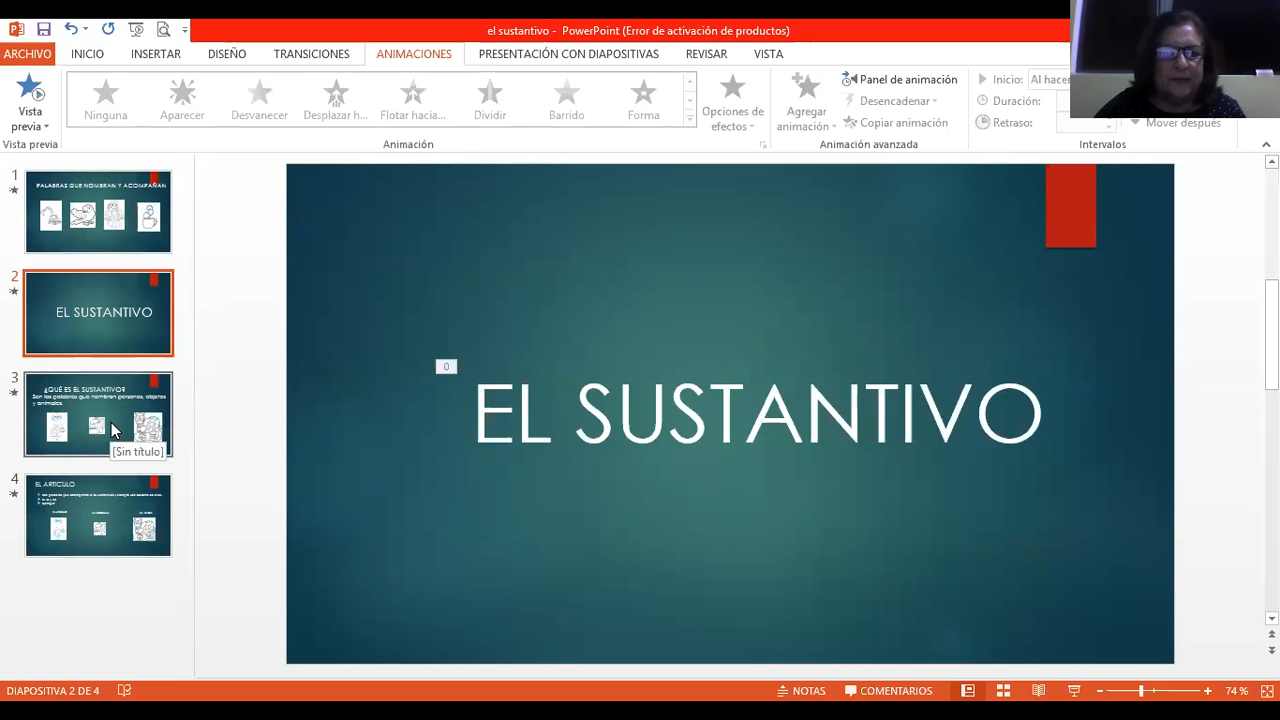 el sustantivo - PowerPoint (Error de activación de productos)
ARCHIVO INICIO INSERTAR DISEÑO TRANSICIONES ANIMACIONES PRESENTACIÓN CON DIAPOSITIVAS REVISAR VISTA
Vista previa
Ninguna Aparecer Desvanecer Desplazar h... Flotar hacia... Dividir Barrido Forma
Opciones de efectos
Agregar animación
Panel de animación
Desencadenar
Copiar animación
Inicio: Al hacer
Duración:
Retraso:
Mover después
Vista previa Animación Animación avanzada Intervalos
1
PALABRAS QUE NOMBRAN Y ACOMPAÑAN
2
EL SUSTANTIVO
3
¿QUÉ ES EL SUSTANTIVO?
Son las palabras que nombran personas, objetos
y animales.
[Sin título]
4
EL ARTICULO
0
EL SUSTANTIVO
DIAPOSITIVA 2 DE 4 NOTAS COMENTARIOS 74 %